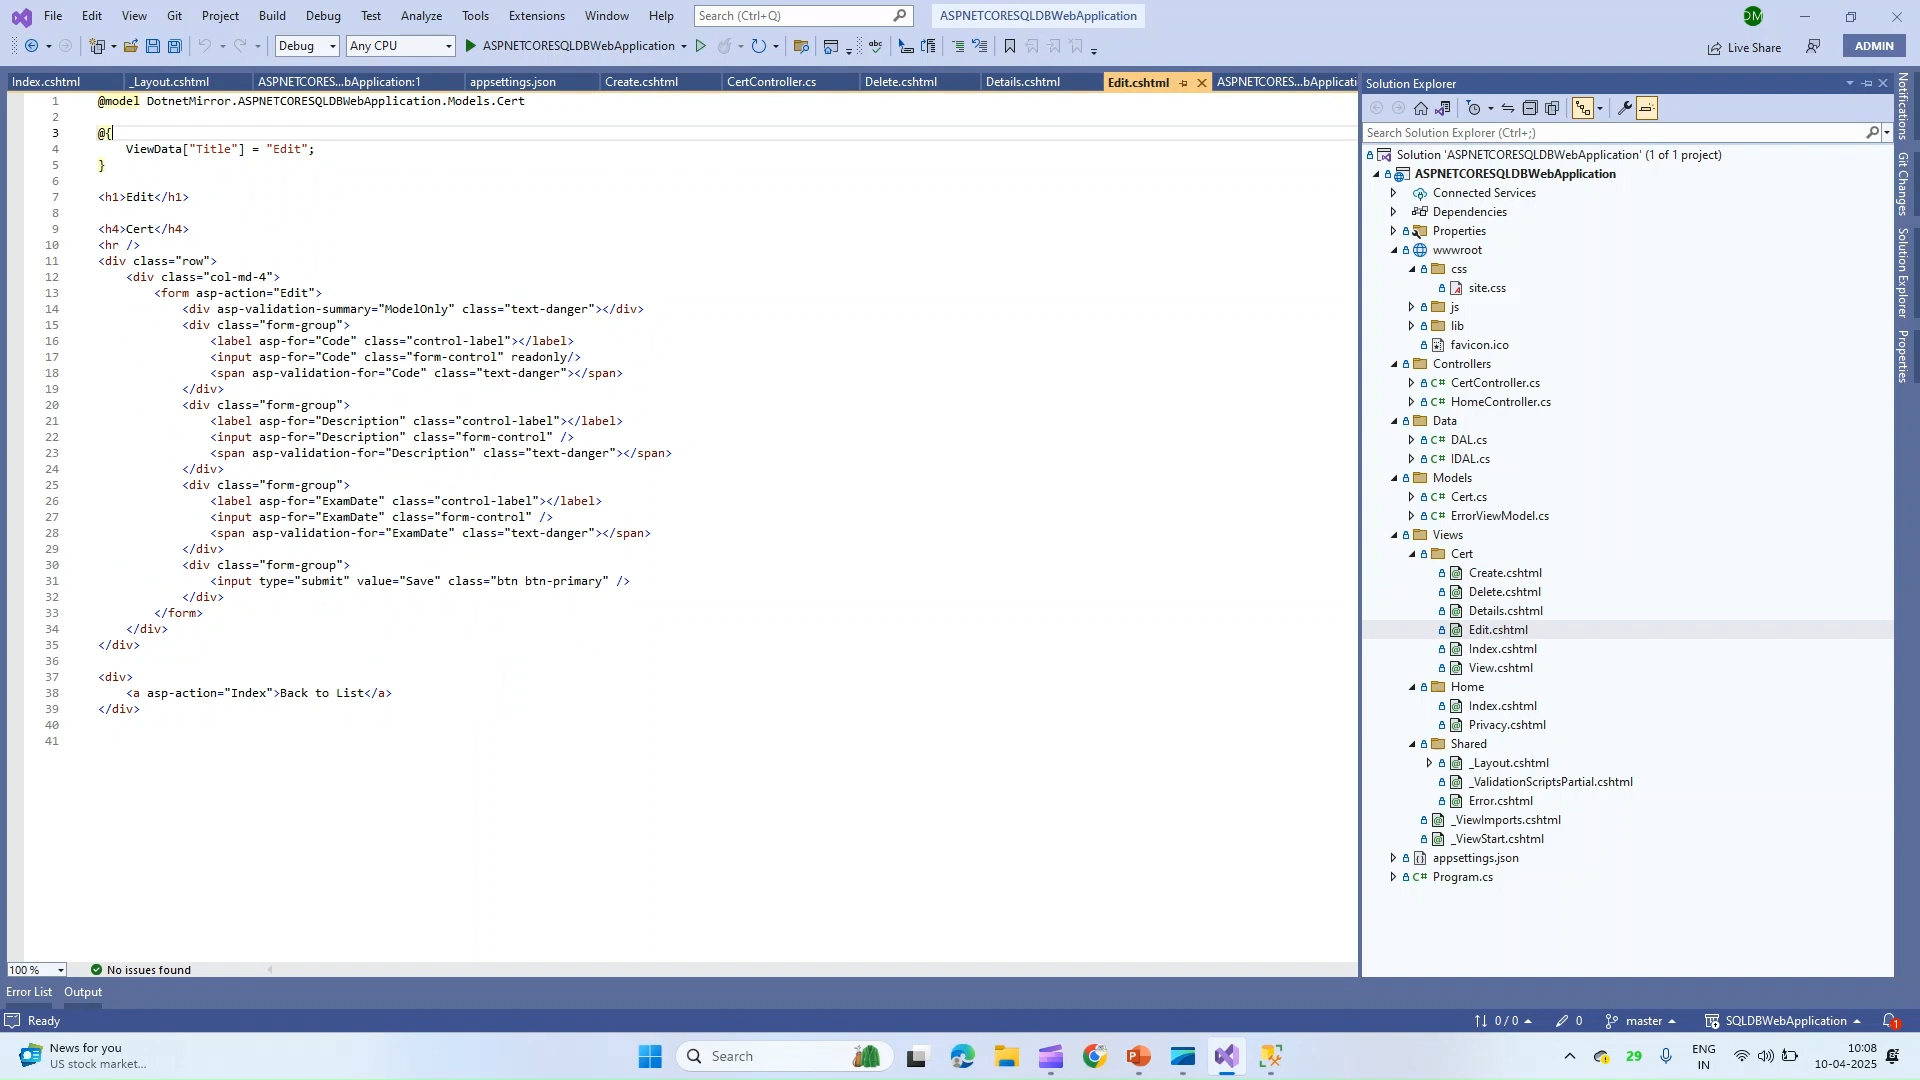 File Edit View Git Project Build Debug Test Analyze Tools Extensions Window Help Search (Ctrl+Q) ASPNETCORESQLDBWebApplication DM
Debug Any CPU ASPNETCORESQLDBWebApplication Live Share ADMIN
Index.cshtml _Layout.cshtml ASPNETCORES...bApplication:1 appsettings.json Create.cshtml CertController.cs Delete.cshtml Details.cshtml Edit.cshtml ASPNETCORES...bApplicati
1 @model DotnetMirror.ASPNETCORESQLDBWebApplication.Models.Cert
2
3 @{
4 ViewData["Title"] = "Edit";
5 }
6
7 <h1>Edit</h1>
8
9 <h4>Cert</h4>
10 <hr />
11 <div class="row">
12 <div class="col-md-4">
13 <form asp-action="Edit">
14 <div asp-validation-summary="ModelOnly" class="text-danger"></div>
15 <div class="form-group">
16 <label asp-for="Code" class="control-label"></label>
17 <input asp-for="Code" class="form-control" readonly/>
18 <span asp-validation-for="Code" class="text-danger"></span>
19 </div>
20 <div class="form-group">
21 <label asp-for="Description" class="control-label"></label>
22 <input asp-for="Description" class="form-control" />
23 <span asp-validation-for="Description" class="text-danger"></span>
24 </div>
25 <div class="form-group">
26 <label asp-for="ExamDate" class="control-label"></label>
27 <input asp-for="ExamDate" class="form-control" />
28 <span asp-validation-for="ExamDate" class="text-danger"></span>
29 </div>
30 <div class="form-group">
31 <input type="submit" value="Save" class="btn btn-primary" />
32 </div>
33 </form>
34 </div>
35 </div>
36
37 <div>
38 <a asp-action="Index">Back to List</a>
39 </div>
40
41
100 % No issues found
Error List Output
Solution Explorer
Search Solution Explorer (Ctrl+;)
Solution 'ASPNETCORESQLDBWebApplication' (1 of 1 project)
ASPNETCORESQLDBWebApplication
Connected Services
Dependencies
Properties
wwwroot
css
site.css
js
lib
favicon.ico
Controllers
C# CertController.cs
C# HomeController.cs
Data
C# DAL.cs
C# IDAL.cs
Models
C# Cert.cs
C# ErrorViewModel.cs
Views
Cert
Create.cshtml
Delete.cshtml
Details.cshtml
Edit.cshtml
Index.cshtml
View.cshtml
Home
Index.cshtml
Privacy.cshtml
Shared
_Layout.cshtml
_ValidationScriptsPartial.cshtml
Error.cshtml
_ViewImports.cshtml
_ViewStart.cshtml
appsettings.json
C# Program.cs
Notifications
Git Changes
Solution Explorer
Properties
Ready 0 / 0 0 master SQLDBWebApplication 1
News for you
US stock market...
Search
29
ENG
IN
10:08
10-04-2025